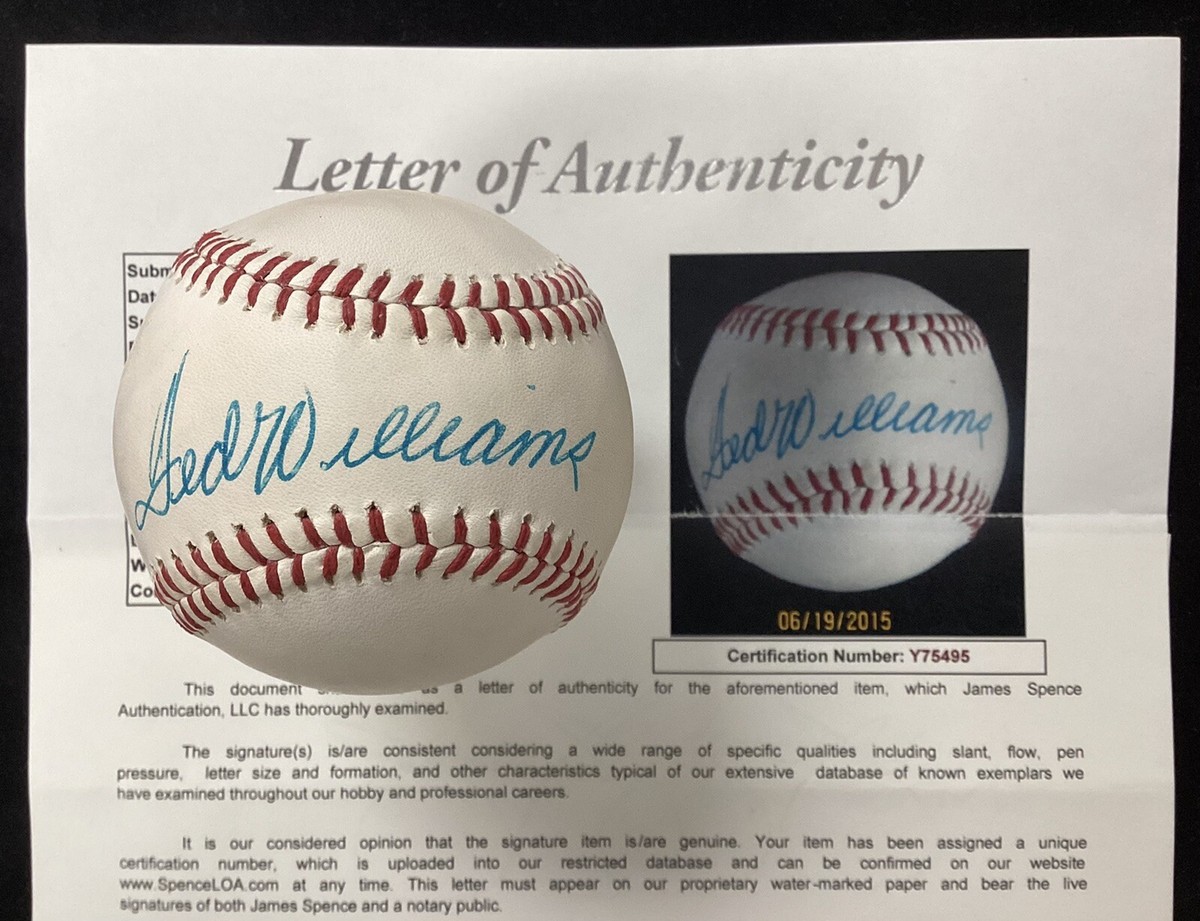 Letter of Authenticity
Ted Williams
Ted Williams
06/19/2015
Certification Number: Y75495
This document as a letter of authenticity for the aforementioned item, which James Spence
Authentication, LLC has thoroughly examined.
The signature(s) is/are consistent considering a wide range of specific qualities including slant, flow, pen
pressure, letter size and formation, and other characteristics typical of our extensive database of known exemplars we
have examined throughout our hobby and professional careers.
It is our considered opinion that the signature item is/are genuine. Your item has been assigned a unique
certification number, which is uploaded into our restricted database and can be confirmed on our website
www.SpenceLOA.com at any time. This letter must appear on our proprietary water-marked paper and bear the live
signatures of both James Spence and a notary public.